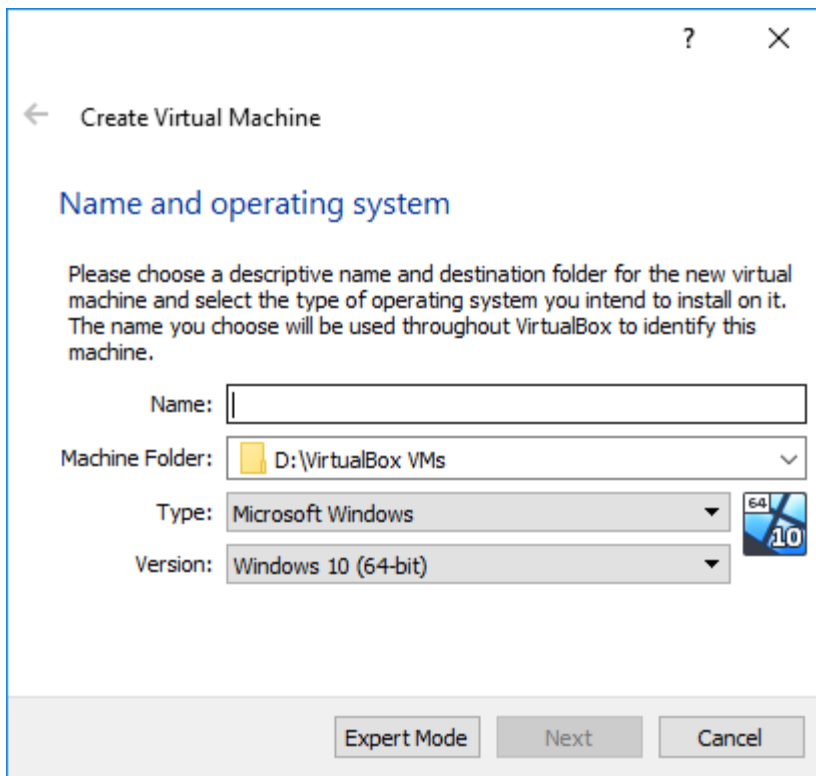 ?
Create Virtual Machine
Name and operating system
Please choose a descriptive name and destination folder for the new virtual
machine and select the type of operating system you intend to install on it.
The name you choose will be used throughout VirtualBox to identify this
machine.
Name:
Machine Folder: D:\VirtualBox VMs
Type: Microsoft Windows
64
10
Version: Windows 10 (64-bit)
Expert Mode Next Cancel